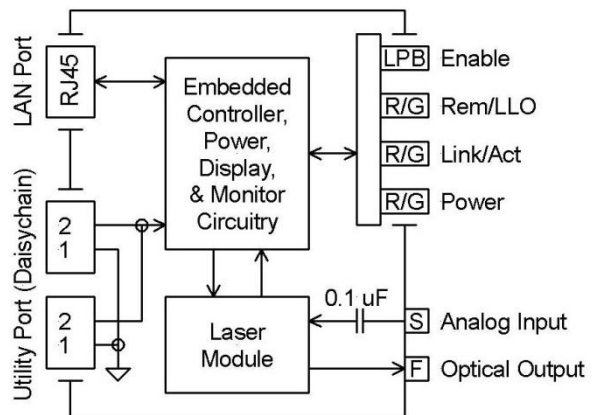 LAN Port
RJ45
Utility Port (Daisychain)
2
1
2
1
Embedded
Controller,
Power,
Display,
& Monitor
Circuitry
Laser
Module
0.1 uF
LPB Enable
R/G Rem/LLO
R/G Link/Act
R/G Power
S Analog Input
F Optical Output